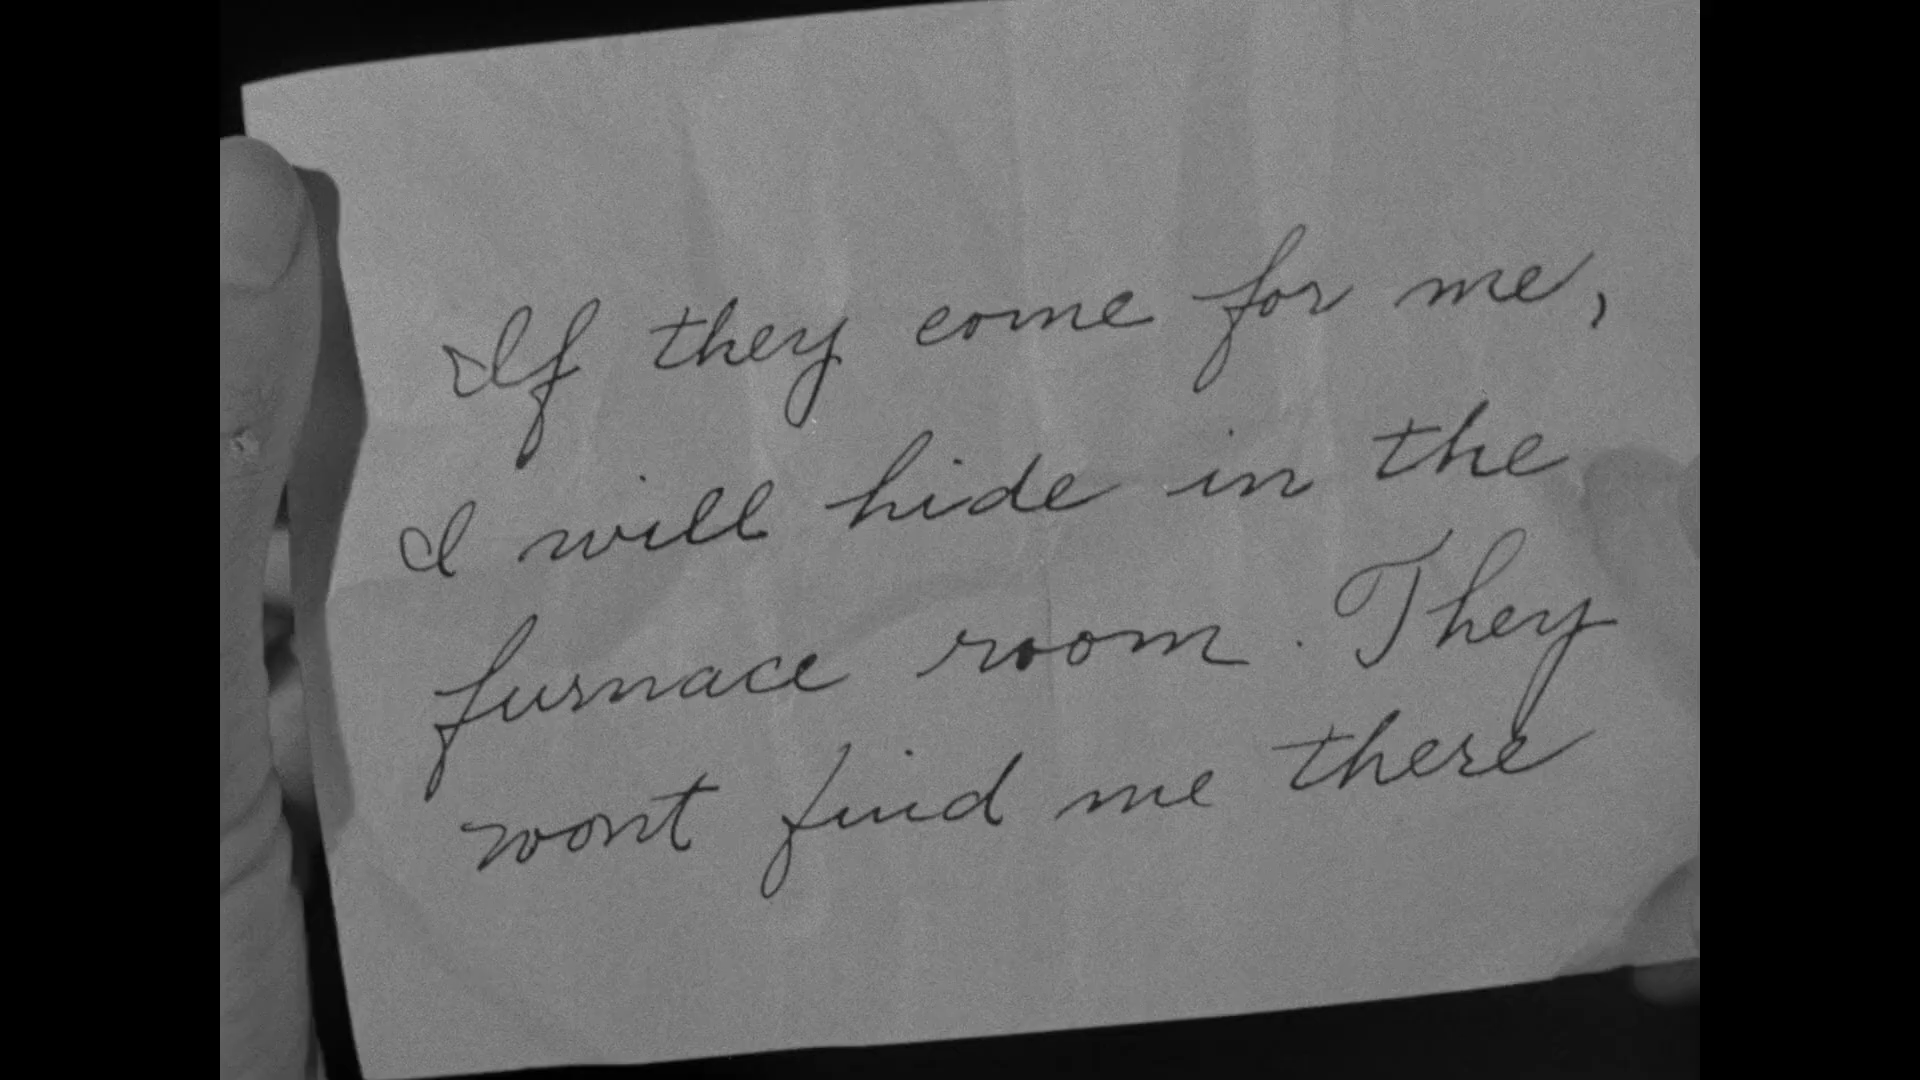 If they come for me,
I will hide in the
furnace room. They
wont find me there